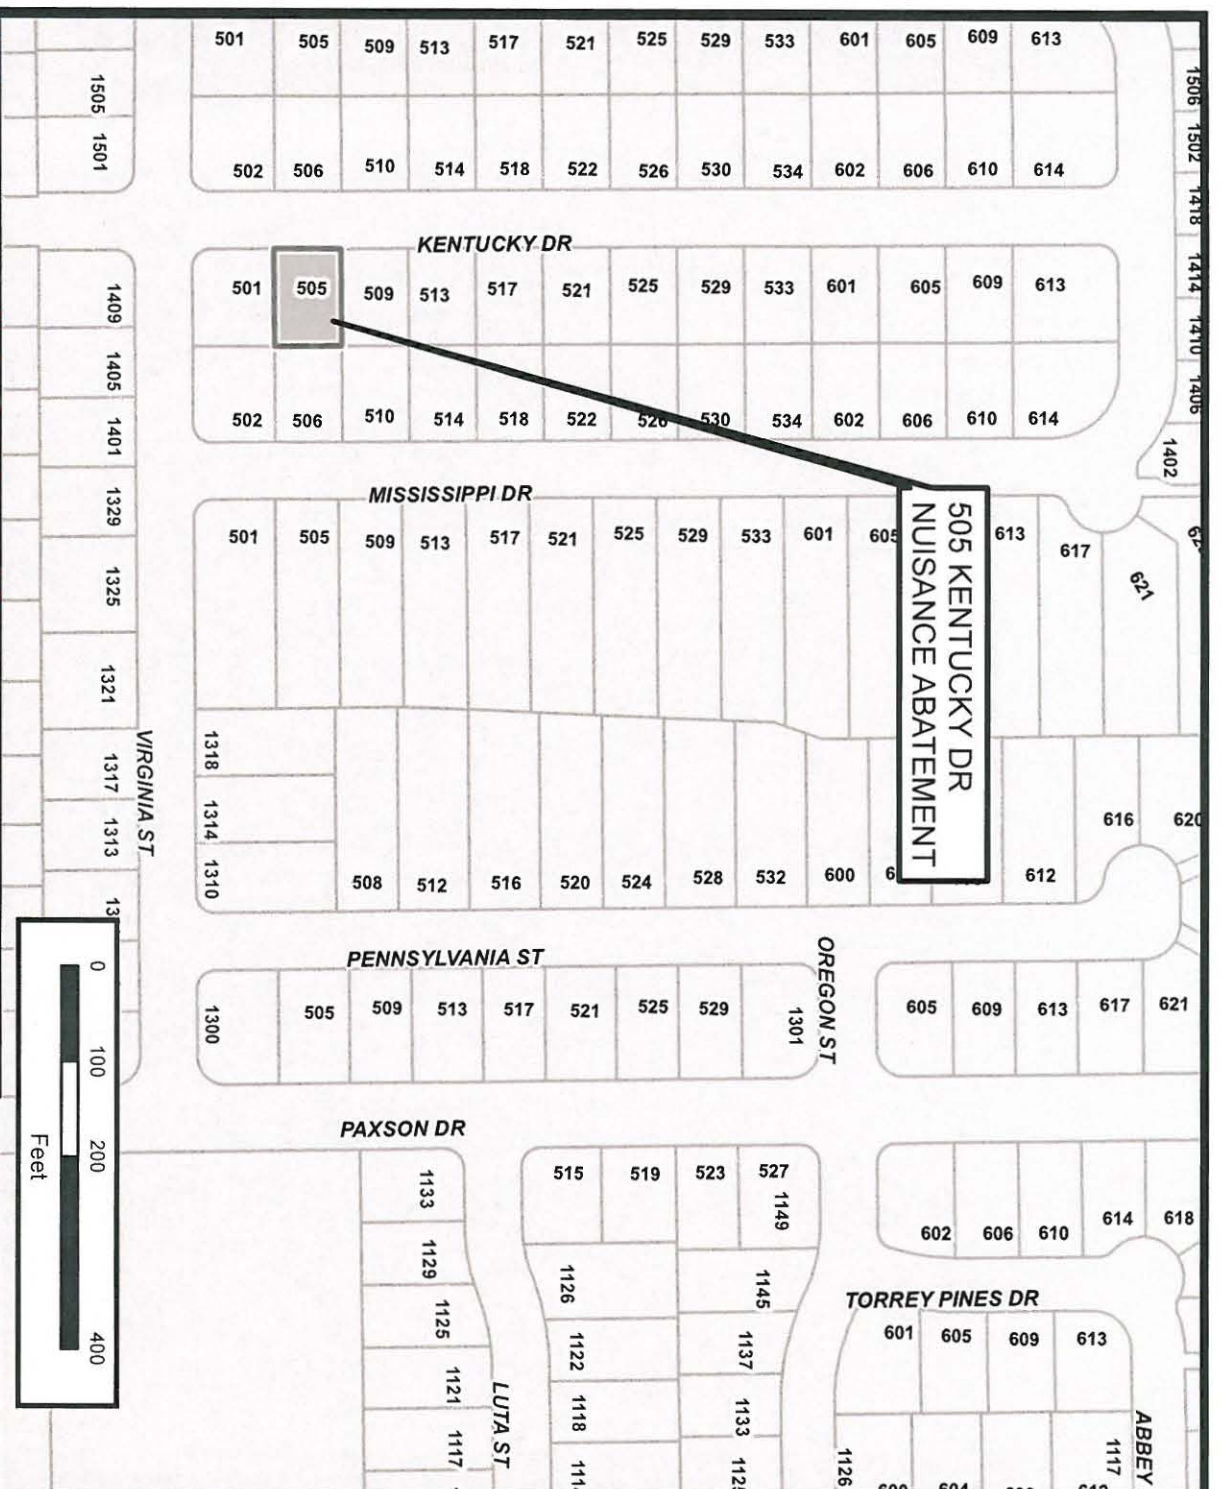 501 505 509 513 517 521 525 529 533 601 605 609 613
1505
1501
1506
1502
1418
1414
1410
1406
1402
502 506 510 514 518 522 526 530 534 602 606 610 614
KENTUCKY DR
501 505 509 513 517 521 525 529 533 601 605 609 613
1409
1405
1401
1329
1325
1321
1317
1313
502 506 510 514 518 522 526 530 534 602 606 610 614
MISSISSIPPI DR
501 505 509 513 517 521 525 529 533 601 605 613 617 621
505 KENTUCKY DR
NUISANCE ABATEMENT
VIRGINIA ST
1318
1314
1310
616 620
508 512 516 520 524 528 532 600 612
PENNSYLVANIA ST
OREGON ST
1300 505 509 513 517 521 525 529 1301 605 609 613 617 621
PAXSON DR
515 519 523 527
1149
602 606 610 614 618
1133
1129
1125
1121
1117
1126
1122
1118
1145
1137
1133
TORREY PINES DR
601 605 609 613
LUTA ST
ABBEY
1126
1117
0 100 200 400
Feet